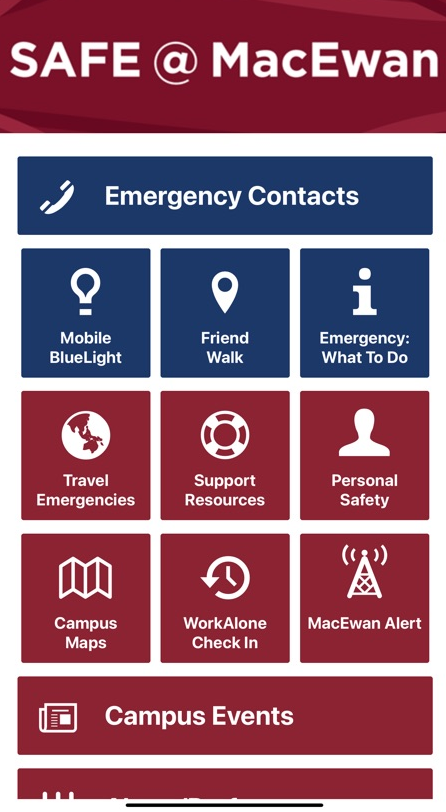 SAFE @ MacEwan
Emergency Contacts
Mobile
BlueLight
Friend
Walk
Emergency:
What To Do
Travel
Emergencies
Support
Resources
Personal
Safety
Campus
Maps
WorkAlone
Check In
MacEwan Alert
Campus Events